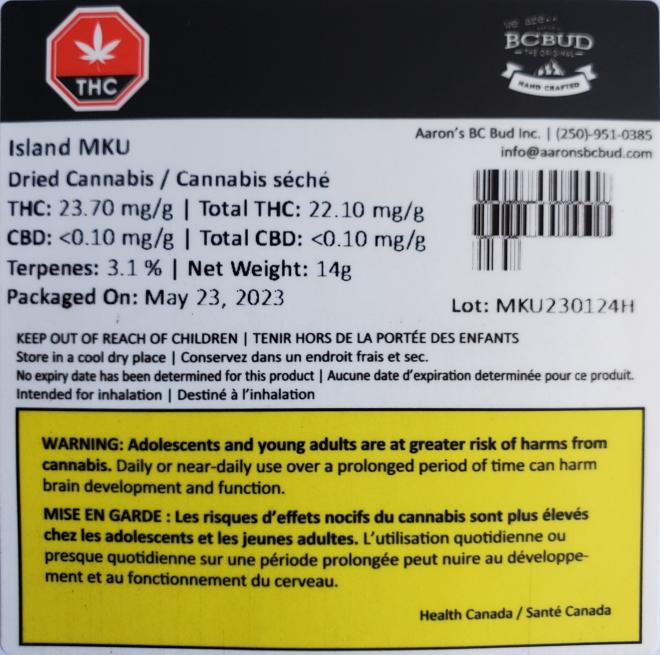 THC
we are...
BCBUD
THE ORIGINAL
HAND CRAFTED
Aaron's BC Bud Inc. | (250)-951-0385
info@aaronsbcbud.com
Island MKU
Dried Cannabis / Cannabis séché
THC: 23.70 mg/g | Total THC: 22.10 mg/g
CBD: <0.10 mg/g | Total CBD: <0.10 mg/g
Terpenes: 3.1 % | Net Weight: 14g
Packaged On: May 23, 2023
Lot: MKU230124H
KEEP OUT OF REACH OF CHILDREN | TENIR HORS DE LA PORTÉE DES ENFANTS
Store in a cool dry place | Conservez dans un endroit frais et sec.
No expiry date has been determined for this product | Aucune date d'expiration determinée pour ce produit.
Intended for inhalation | Destiné à l'inhalation
WARNING: Adolescents and young adults are at greater risk of harms from
cannabis. Daily or near-daily use over a prolonged period of time can harm
brain development and function.
MISE EN GARDE : Les risques d'effets nocifs du cannabis sont plus élevés
chez les adolescents et les jeunes adultes. L'utilisation quotidienne ou
presque quotidienne sur une période prolongée peut nuire au développe-
ment et au fonctionnement du cerveau.
Health Canada / Santé Canada